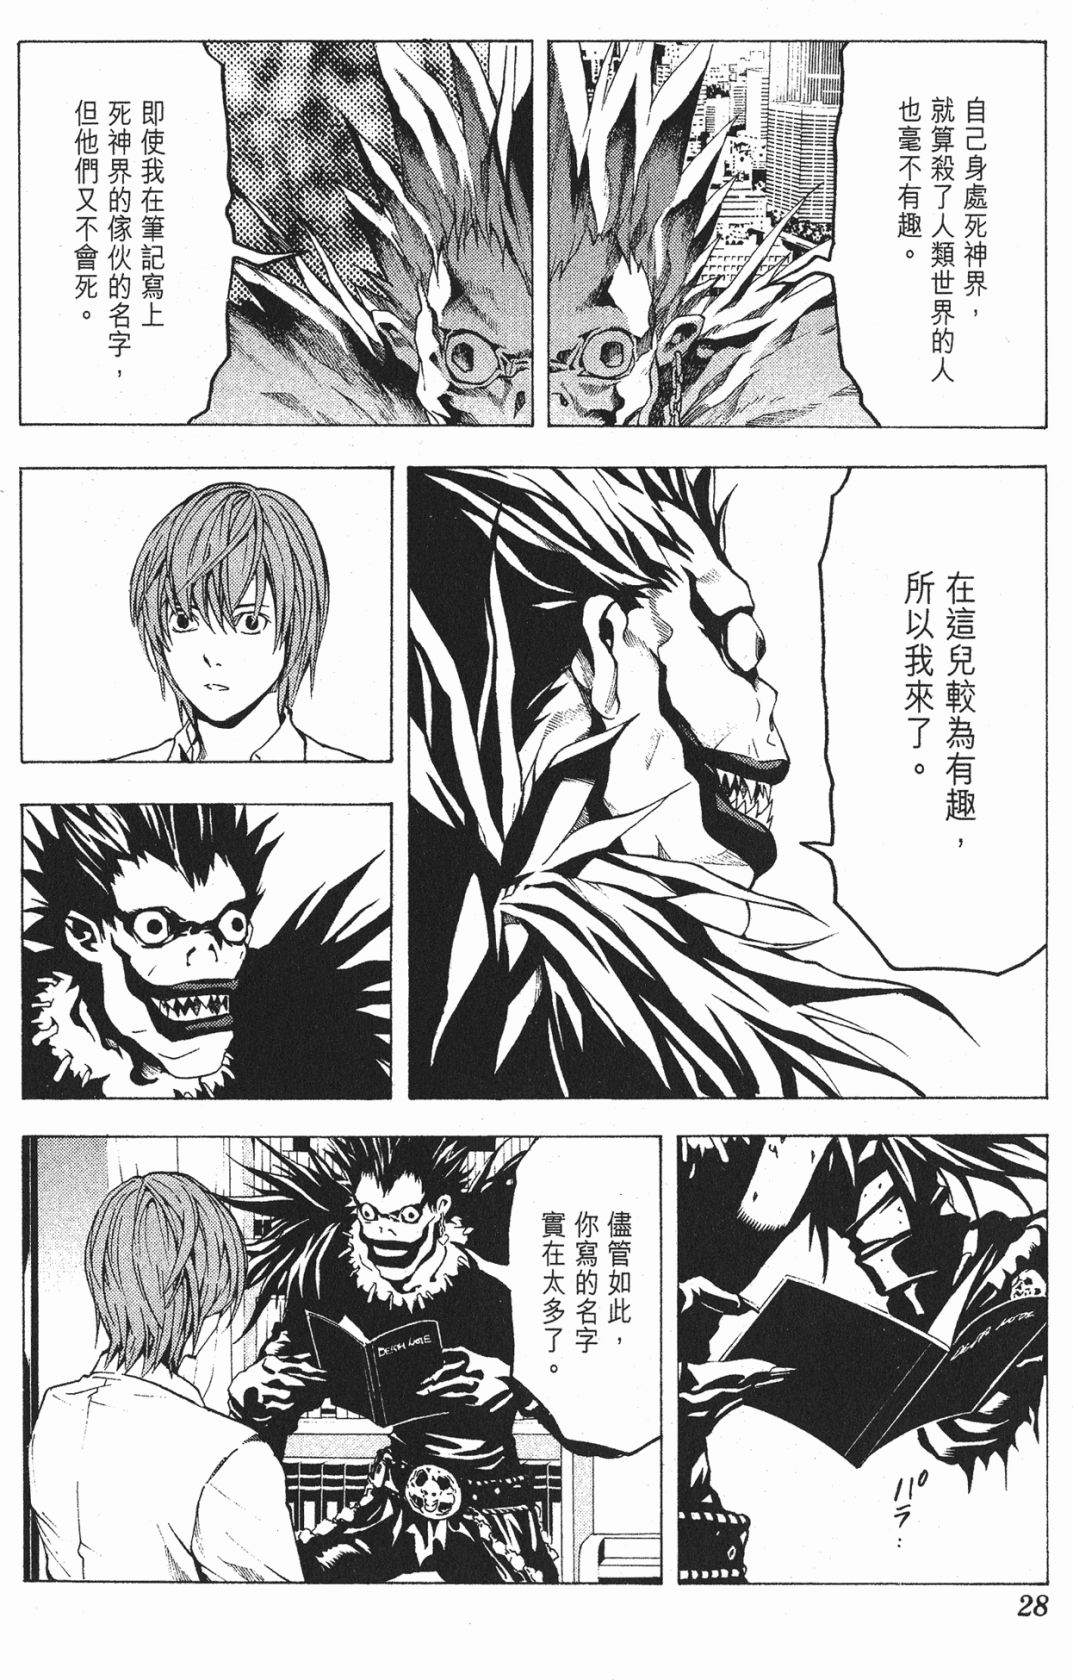 自己身處死神界，
就算殺了人類世界的人
也毫不有趣。
即使我在筆記寫上
死神界的傢伙的名字，
但他們又不會死。
在這兒較為有趣，
所以我來了。
DEATH NOTE
パラ…
儘管如此，
你寫的名字
實在太多了。
DEATH NOTE
28